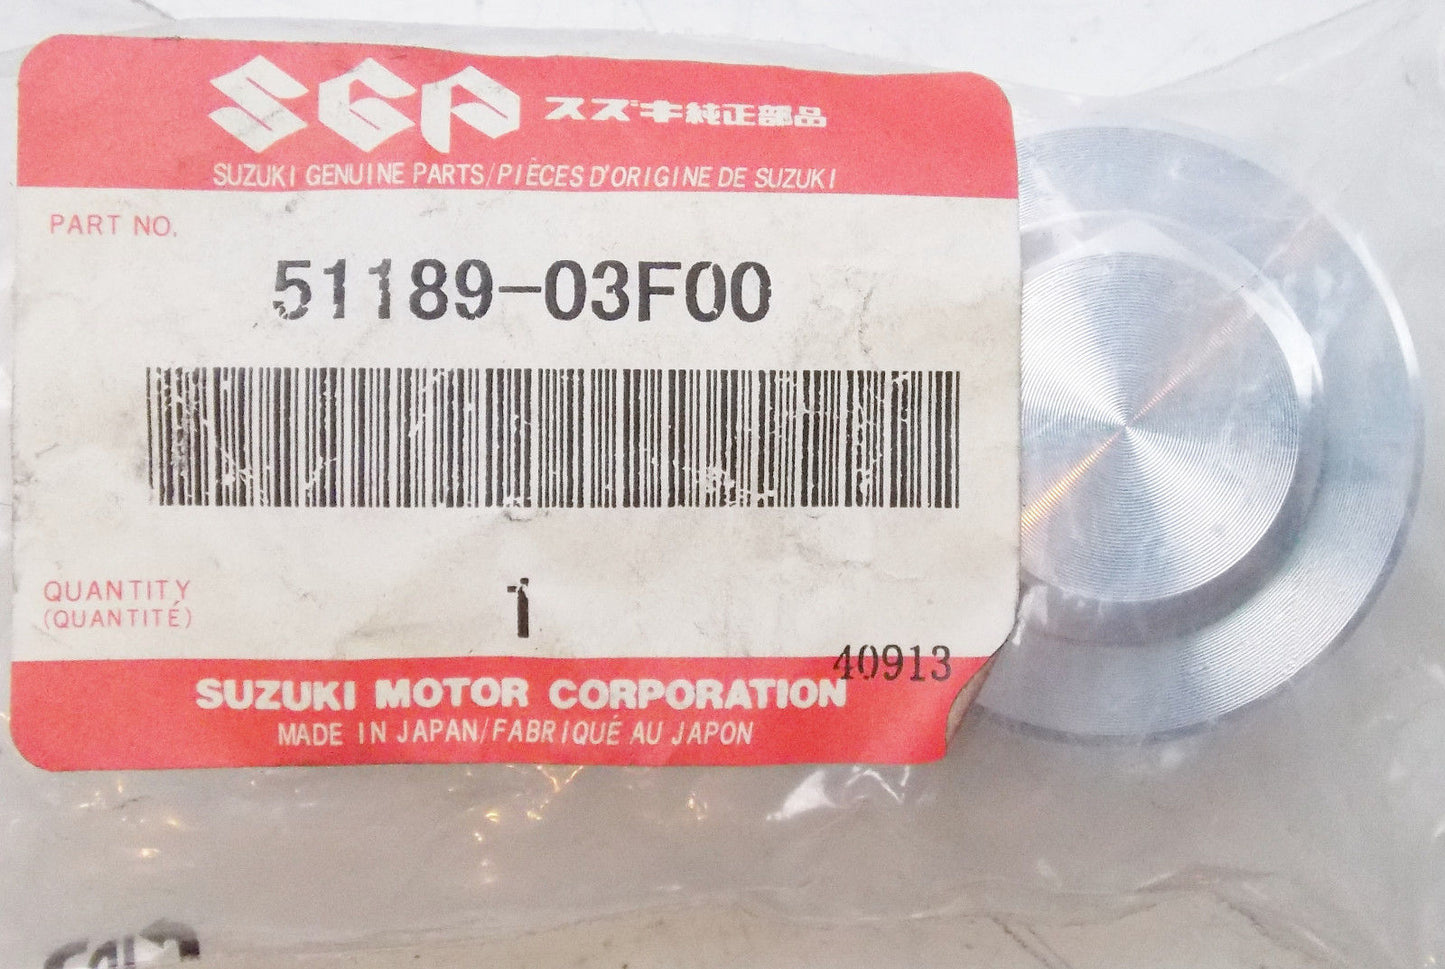 SGP スズキ純正部品
SUZUKI GENUINE PARTS/PIÈCES D'ORIGINE DE SUZUKI
PART NO.
51189-03F00
QUANTITY
(QUANTITÉ)
1
40913
SUZUKI MOTOR CORPORATION
MADE IN JAPAN/FABRIQUÉ AU JAPON